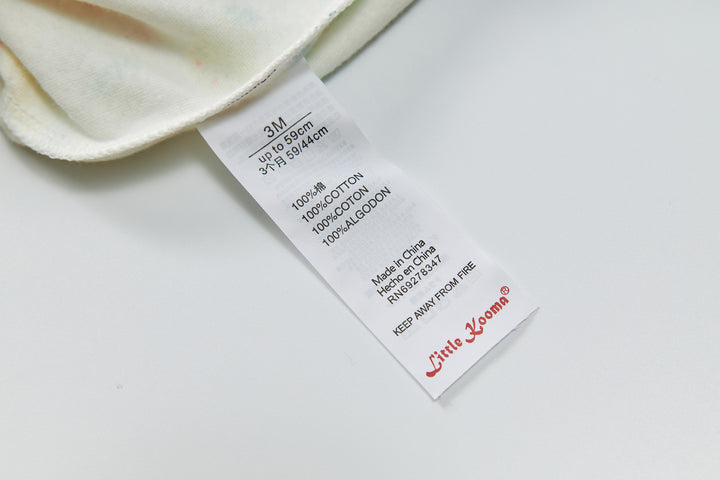 3M
up to 59cm
3个月 59/44cm
100%棉
100%COTTON
100%COTON
100%ALGODON
Made in China
Hecho en China
RN69278347
KEEP AWAY FROM FIRE
Little Kooma®